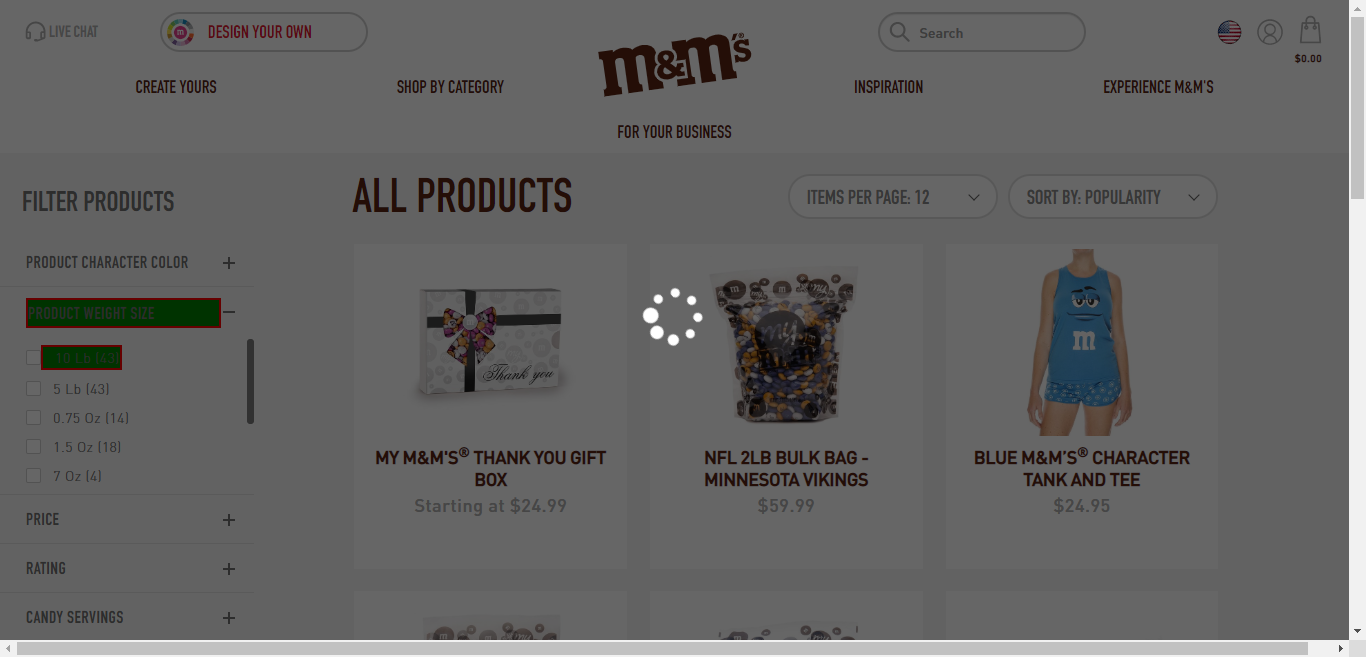 LIVE CHAT
DESIGN YOUR OWN
m&m's
Search
$0.00
CREATE YOURS
SHOP BY CATEGORY
INSPIRATION
EXPERIENCE M&M'S
FOR YOUR BUSINESS
FILTER PRODUCTS
ALL PRODUCTS
ITEMS PER PAGE: 12
SORT BY: POPULARITY
PRODUCT CHARACTER COLOR
PRODUCT WEIGHT SIZE
10 Lb (43)
5 Lb (43)
0.75 Oz (14)
1.5 Oz (18)
7 Oz (4)
PRICE
RATING
CANDY SERVINGS
Thank you
my
m
MY M&M'S® THANK YOU GIFT
BOX
Starting at $24.99
NFL 2LB BULK BAG -
MINNESOTA VIKINGS
$59.99
BLUE M&M'S® CHARACTER
TANK AND TEE
$24.95